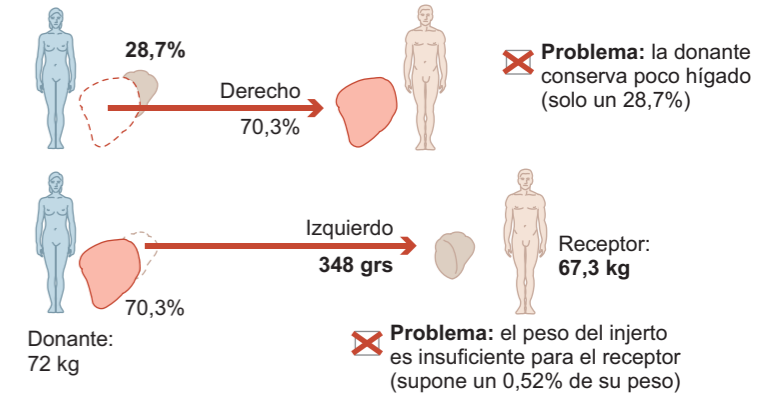 28,7%
Derecho
70,3%
Problema: la donante
conserva poco hígado
(solo un 28,7%)
Izquierdo
348 grs
70,3%
Donante:
72 kg
Receptor:
67,3 kg
Problema: el peso del injerto
es insuficiente para el receptor
(supone un 0,52% de su peso)